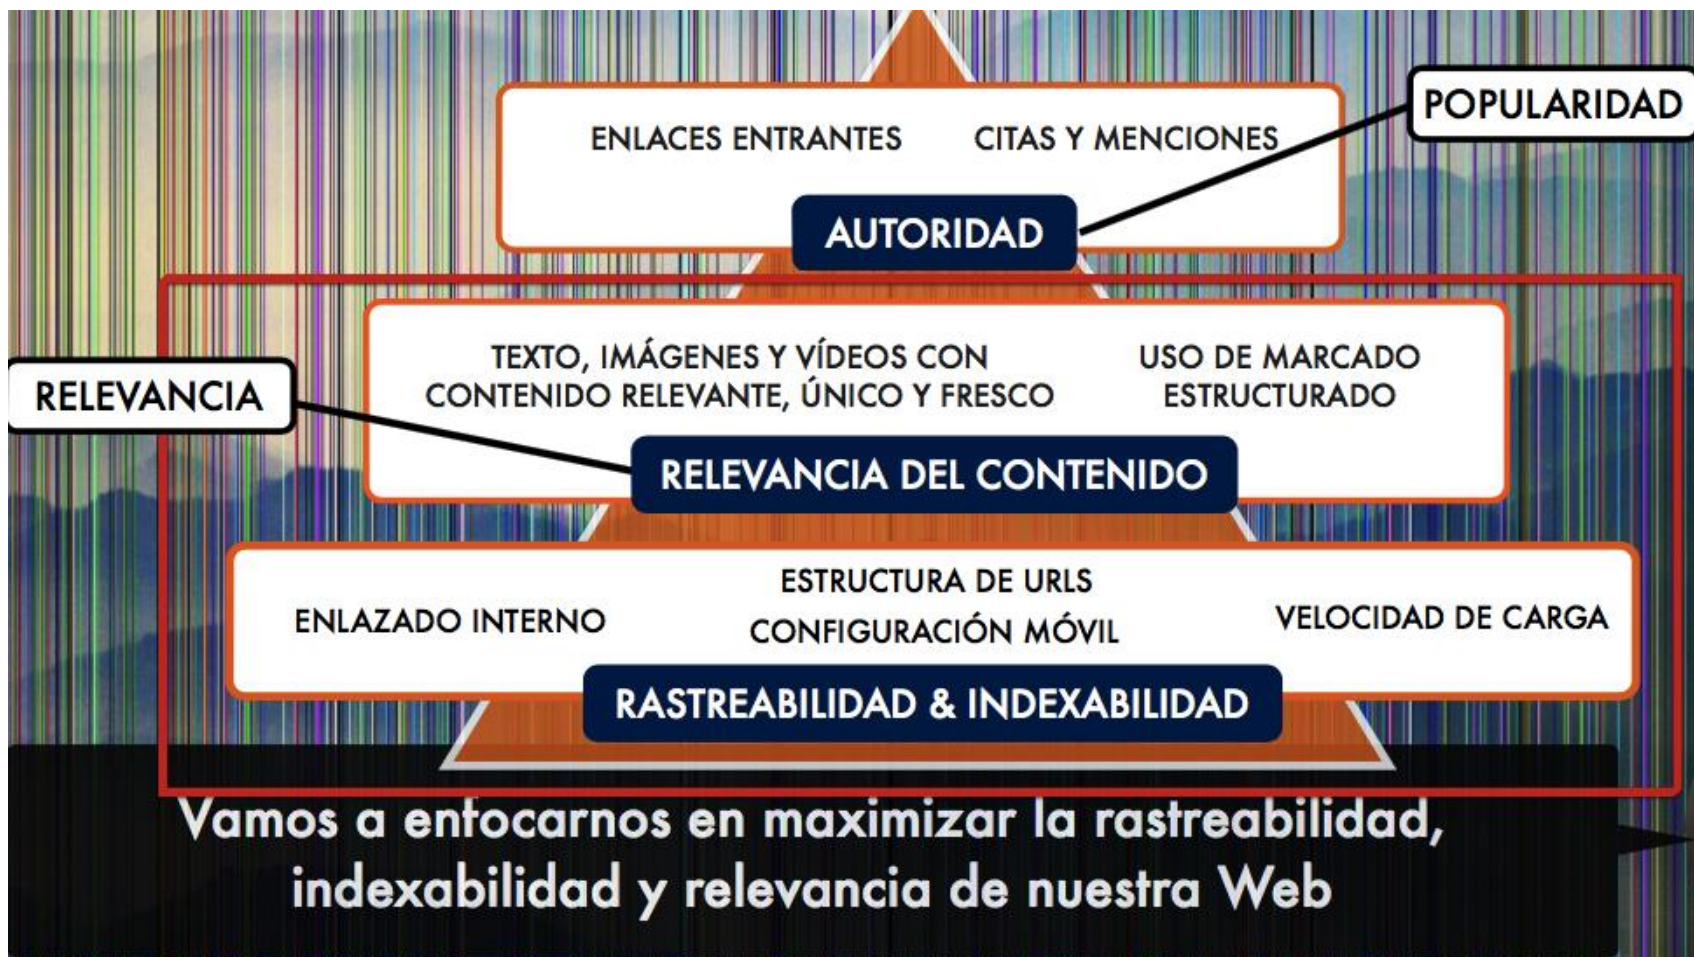 POPULARIDAD
ENLACES ENTRANTES
CITAS Y MENCIONES
AUTORIDAD
TEXTO, IMÁGENES Y VÍDEOS CON
CONTENIDO RELEVANTE, ÚNICO Y FRESCO
USO DE MARCADO
ESTRUCTURADO
RELEVANCIA
RELEVANCIA DEL CONTENIDO
ENLAZADO INTERNO
ESTRUCTURA DE URLS
CONFIGURACIÓN MÓVIL
VELOCIDAD DE CARGA
RASTREABILIDAD & INDEXABILIDAD
Vamos a enfocarnos en maximizar la rastreabilidad,
indexabilidad y relevancia de nuestra Web